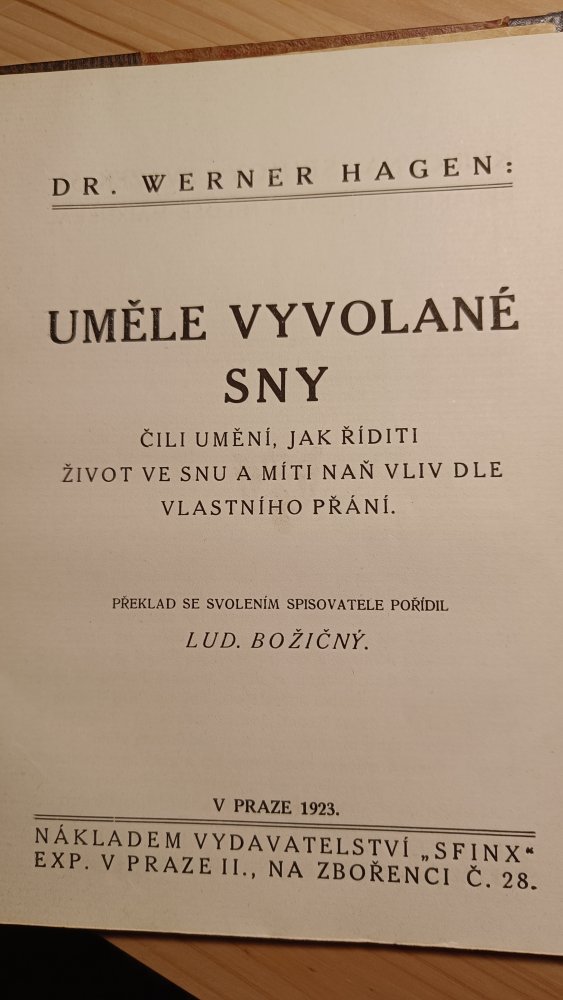 DR. WERNER HAGEN:
UMĚLE VYVOLANÉ
SNY
ČILI UMĚNÍ, JAK ŘÍDITI
ŽIVOT VE SNU A MÍTI NAŇ VLIV DLE
VLASTNÍHO PŘÁNÍ.
PŘEKLAD SE SVOLENÍM SPISOVATELE POŘÍDIL
LUD. BOŽIČNÝ.
V PRAZE 1923.
NÁKLADEM VYDAVATELSTVÍ „SFINX“
EXP. V PRAZE II., NA ZBOŘENCI Č. 28.